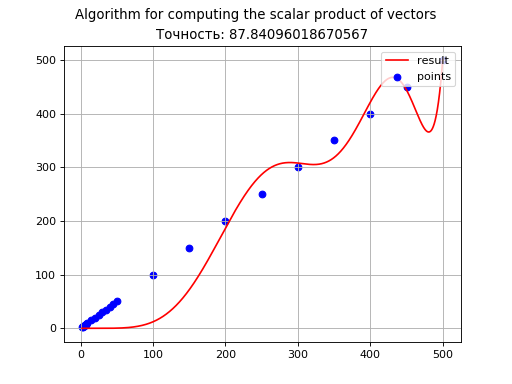 Algorithm for computing the scalar product of vectors
Точность: 87.84096018670567
500
400
300
200
100
0
result
points
0 100 200 300 400 500